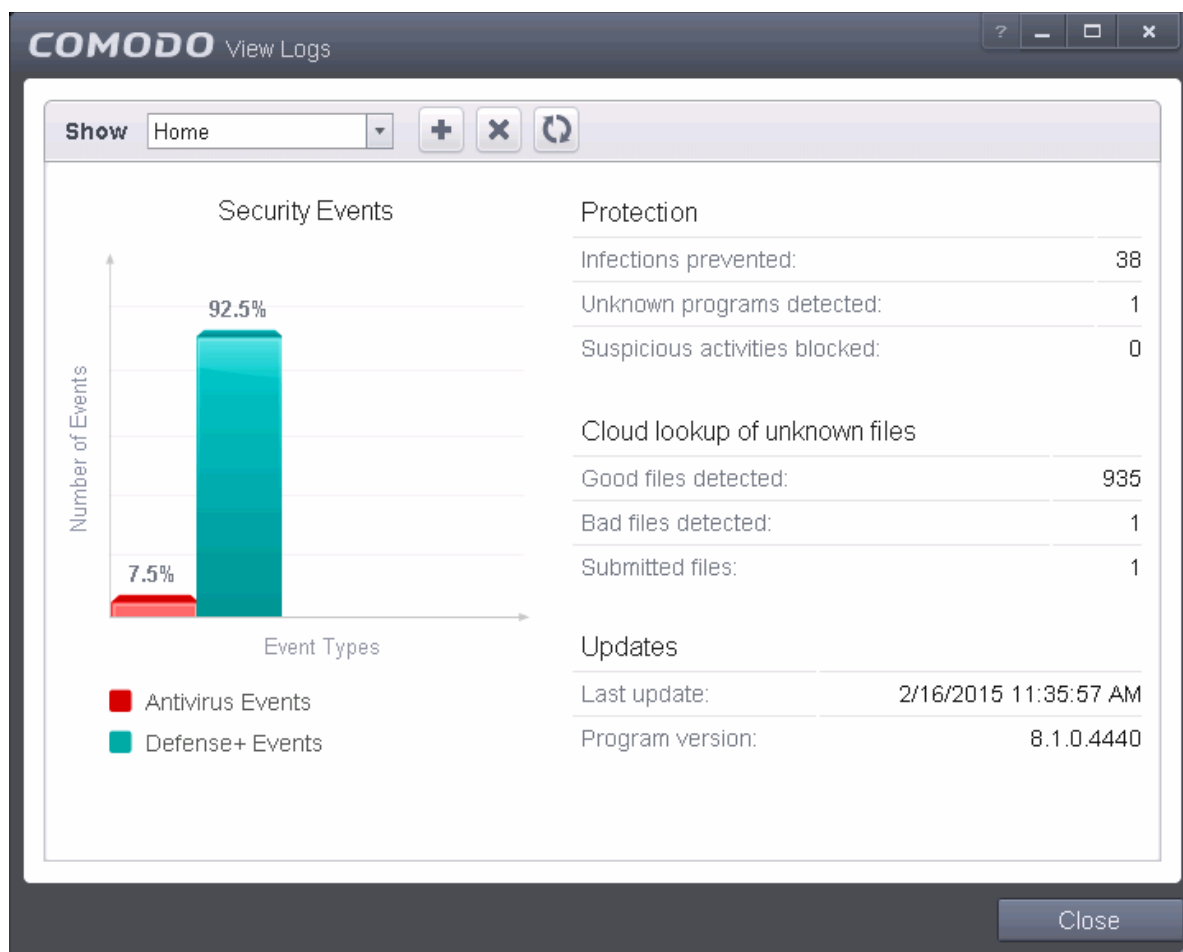 COMODO View Logs
?
Show Home
Security Events
Number of Events
92.5%
7.5%
Event Types
Antivirus Events
Defense+ Events
Protection
Infections prevented: 38
Unknown programs detected: 1
Suspicious activities blocked: 0
Cloud lookup of unknown files
Good files detected: 935
Bad files detected: 1
Submitted files: 1
Updates
Last update: 2/16/2015 11:35:57 AM
Program version: 8.1.0.4440
Close